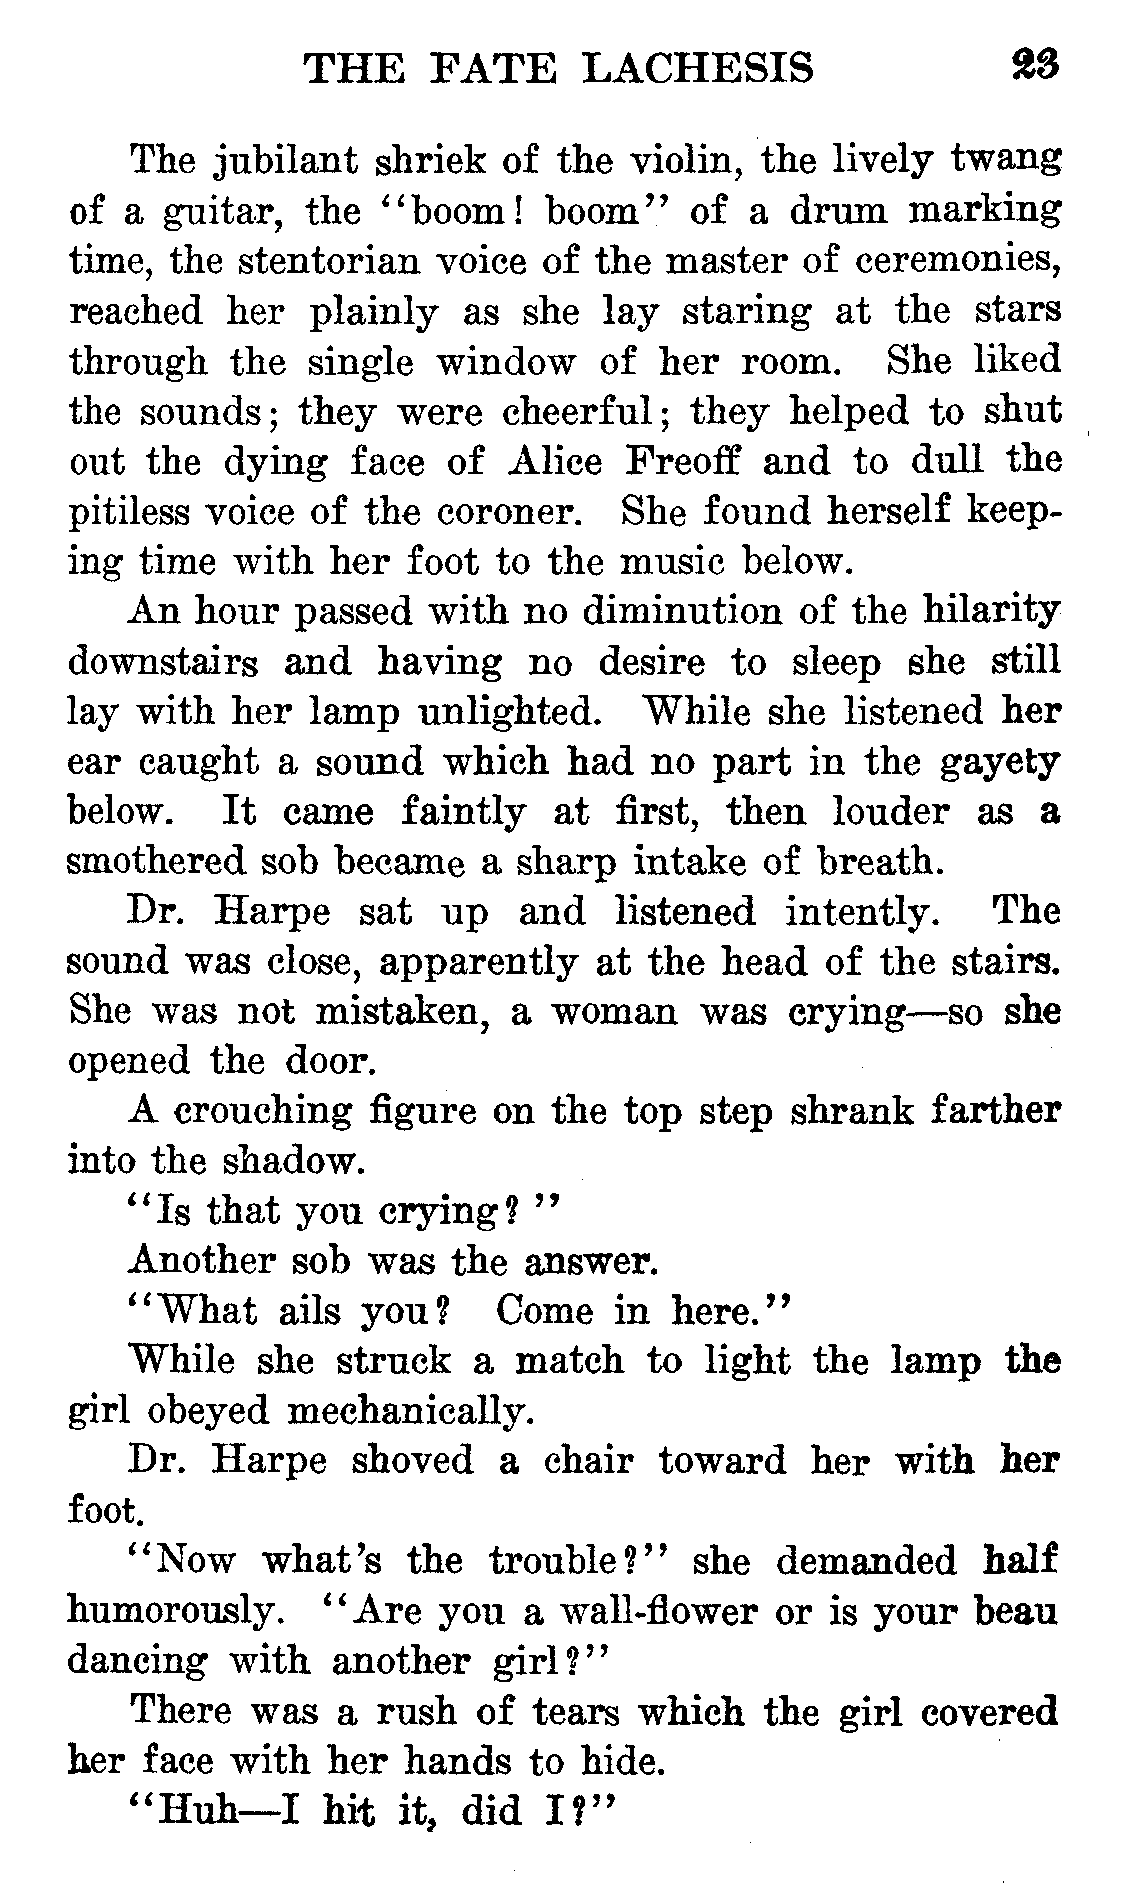 THE FATE LACHESIS 23
The jubilant shriek of the violin, the lively twang
of a guitar, the "boom! boom" of a drum marking
time, the stentorian voice of the master of ceremonies,
reached her plainly as she lay staring at the stars
through the single window of her room. She liked
the sounds; they were cheerful; they helped to shut
out the dying face of Alice Freoff and to dull the
pitiless voice of the coroner. She found herself keep-
ing time with her foot to the music below.
An hour passed with no diminution of the hilarity
downstairs and having no desire to sleep she still
lay with her lamp unlighted. While she listened her
ear caught a sound which had no part in the gayety
below. It came faintly at first, then louder as a
smothered sob became a sharp intake of breath.
Dr. Harpe sat up and listened intently. The
sound was close, apparently at the head of the stairs.
She was not mistaken, a woman was crying—so she
opened the door.
A crouching figure on the top step shrank farther
into the shadow.
"Is that you crying? "
Another sob was the answer.
"What ails you? Come in here."
While she struck a match to light the lamp the
girl obeyed mechanically.
Dr. Harpe shoved a chair toward her with her
foot.
"Now what's the trouble?" she demanded half
humorously. "Are you a wall-flower or is your beau
dancing with another girl?"
There was a rush of tears which the girl covered
her face with her hands to hide.
"Huh—I hit it, did I?"